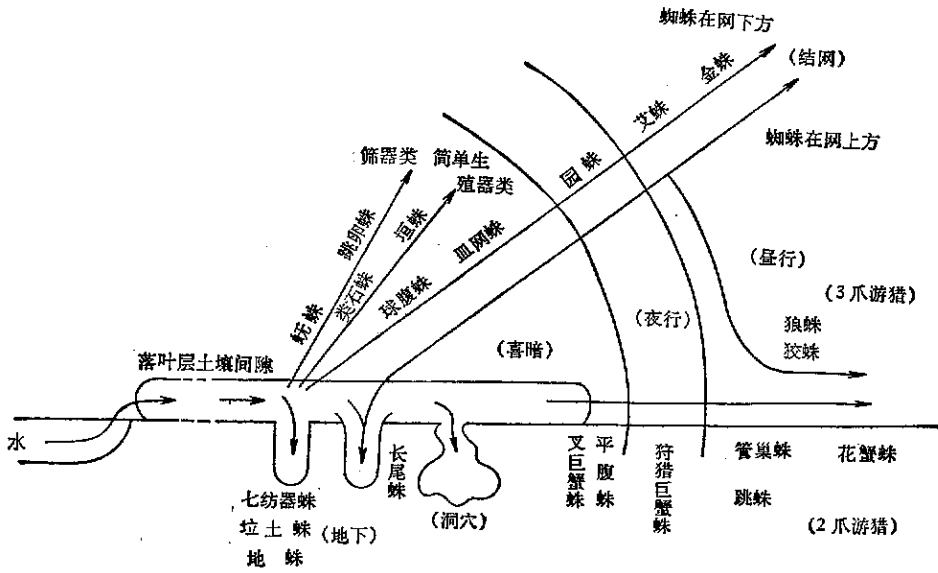 蜘蛛在网下方
(结网)
金蛛
艾蛛
蜘蛛在网上方
园蛛
筛器类
简单生
殖器类
跳卵蛛
垣蛛
皿网蛛
类石蛛
球腹蛛
蚖蛛
(昼行)
(3爪游猎)
(夜行)
狼蛛
狡蛛
(喜暗)
落叶层土壤间隙
水
长尾蛛
叉巨蟹蛛
平腹蛛
狩猎巨蟹蛛
管巢蛛
花蟹蛛
跳蛛
(2爪游猎)
七纺器蛛
垃土蛛
地蛛
(地下)
(洞穴)